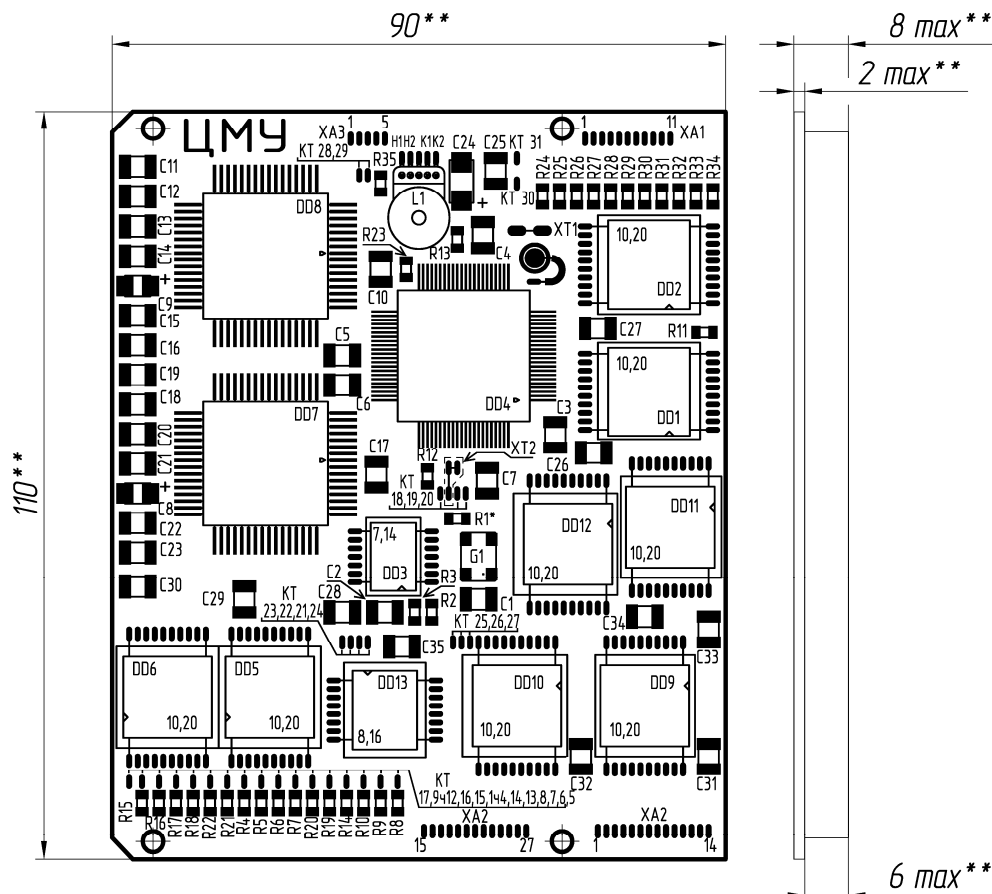 90**
8 max**
2 max**
110**
ЦМУ
XA3
1
5
1
11
XA1
КТ 28,29
R35
H1H2
K1K2
C24
C25
КТ 31
КТ 30
+
R24
R25
R26
R27
R28
R29
R30
R31
R32
R33
R34
C11
C12
C13
C14
+
C9
C15
C16
C19
C18
C20
C21
+
C8
C22
C23
C30
DD8
L1
R23
R13
C4
XT1
C10
10,20
DD2
C27
R11
C5
C6
DD4
10,20
DD1
C3
C26
DD7
C17
R12
XT2
КТ
18,19,20
C7
R1*
DD12
10,20
DD11
10,20
7,14
DD3
G1
C2
C28
R3
R2
C1
C29
КТ
23,22,21,24
КТ 25,26,27
C35
C34
C33
DD6
10,20
DD5
10,20
DD13
8,16
DD10
10,20
DD9
10,20
C32
C31
КТ
17,9ч12,16,15,1ч4,14,13,8,7,6,5
R15
R16
R17
R18
R22
R21
R4
R5
R6
R7
R20
R19
R14
R10
R9
R8
XA2
15
27
XA2
1
14
6 max**